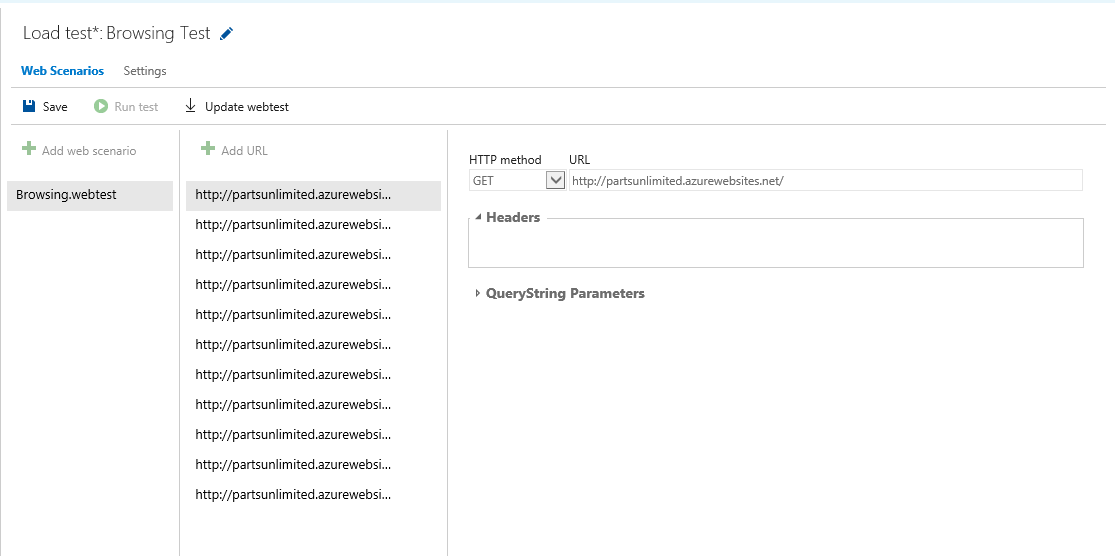 Load test*: Browsing Test
Web Scenarios Settings
Save Run test Update webtest
Add web scenario
Browsing.webtest
Add URL
http://partsunlimited.azurewebsi...
http://partsunlimited.azurewebsi...
http://partsunlimited.azurewebsi...
http://partsunlimited.azurewebsi...
http://partsunlimited.azurewebsi...
http://partsunlimited.azurewebsi...
http://partsunlimited.azurewebsi...
http://partsunlimited.azurewebsi...
http://partsunlimited.azurewebsi...
http://partsunlimited.azurewebsi...
http://partsunlimited.azurewebsi...
HTTP method URL
GET http://partsunlimited.azurewebsites.net/
Headers
QueryString Parameters